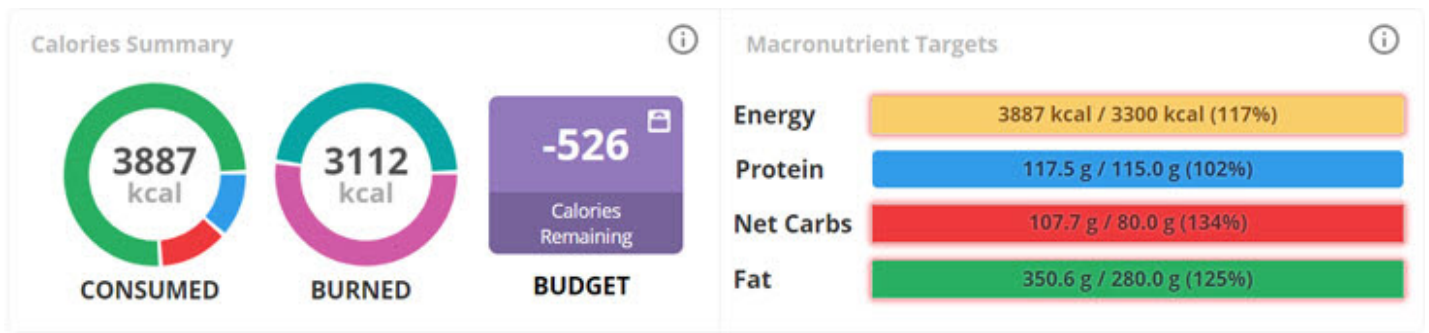 Calories Summary
3887
kcal
CONSUMED
3112
kcal
BURNED
-526
Calories
Remaining
BUDGET
Macronutrient Targets
Energy 3887 kcal / 3300 kcal (117%)
Protein 117.5 g / 115.0 g (102%)
Net Carbs 107.7 g / 80.0 g (134%)
Fat 350.6 g / 280.0 g (125%)